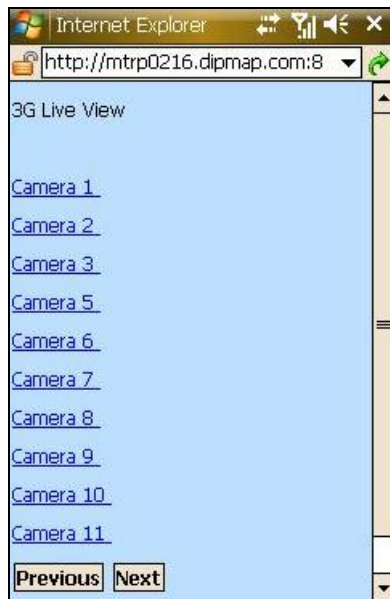 Internet Explorer
http://mtrp0216.dipmap.com:8
3G Live View
Camera 1
Camera 2
Camera 3
Camera 5
Camera 6
Camera 7
Camera 8
Camera 9
Camera 10
Camera 11
Previous Next